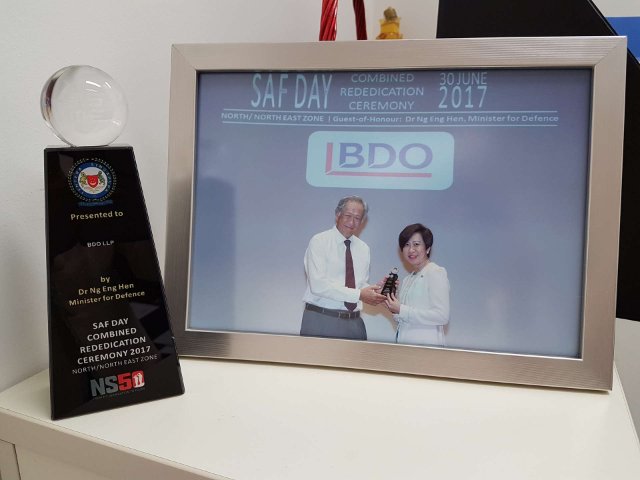 Presented to
BDO LLP
by
Dr Ng Eng Hen
Minister for Defence
SAF DAY
COMBINED
REDEDICATION
CEREMONY 2017
NORTH/NORTH EAST ZONE
NS50
SAF DAY COMBINED REDEDICATION CEREMONY 30 JUNE 2017
NORTH/ NORTH EAST ZONE | Guest-of-Honour: Dr Ng Eng Hen, Minister for Defence
BDO